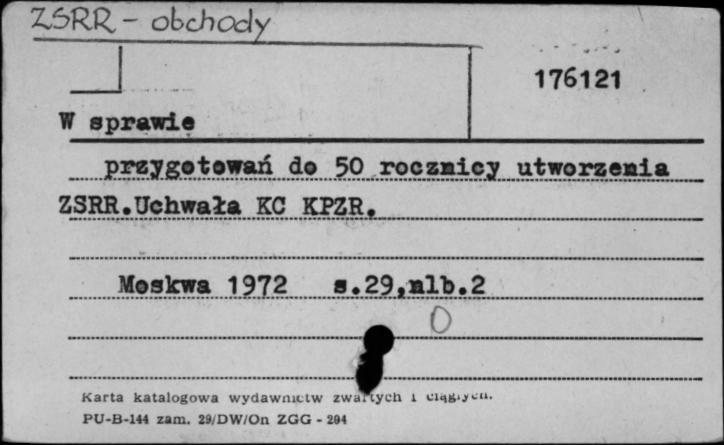 ZSRR - obchody
176121
W sprawie
przygotowań do 50 rocznicy utworzenia
ZSRR.Uchwała KC KPZR.
Moskwa 1972 s.29,nlb.2
O
Karta katalogowa wydawnictw zwartych i ciągłych.
PU-B-144 zam. 29/DW/On ZGG - 294